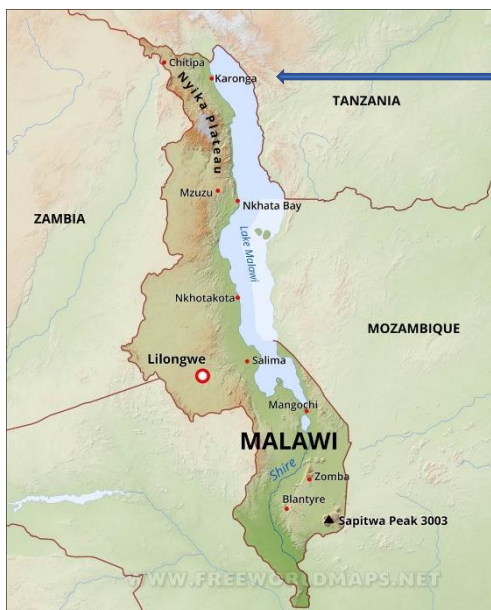 Chitipa
Karonga
Nyika Plateau
TANZANIA
Mzuzu
Nkhata Bay
ZAMBIA
Lake Malawi
Nkhotakota
MOZAMBIQUE
Lilongwe
Salima
Mangochi
MALAWI
Shire
Zomba
Blantyre
Sapitwa Peak 3003
WWW.FREEWORLDMAPS.NET